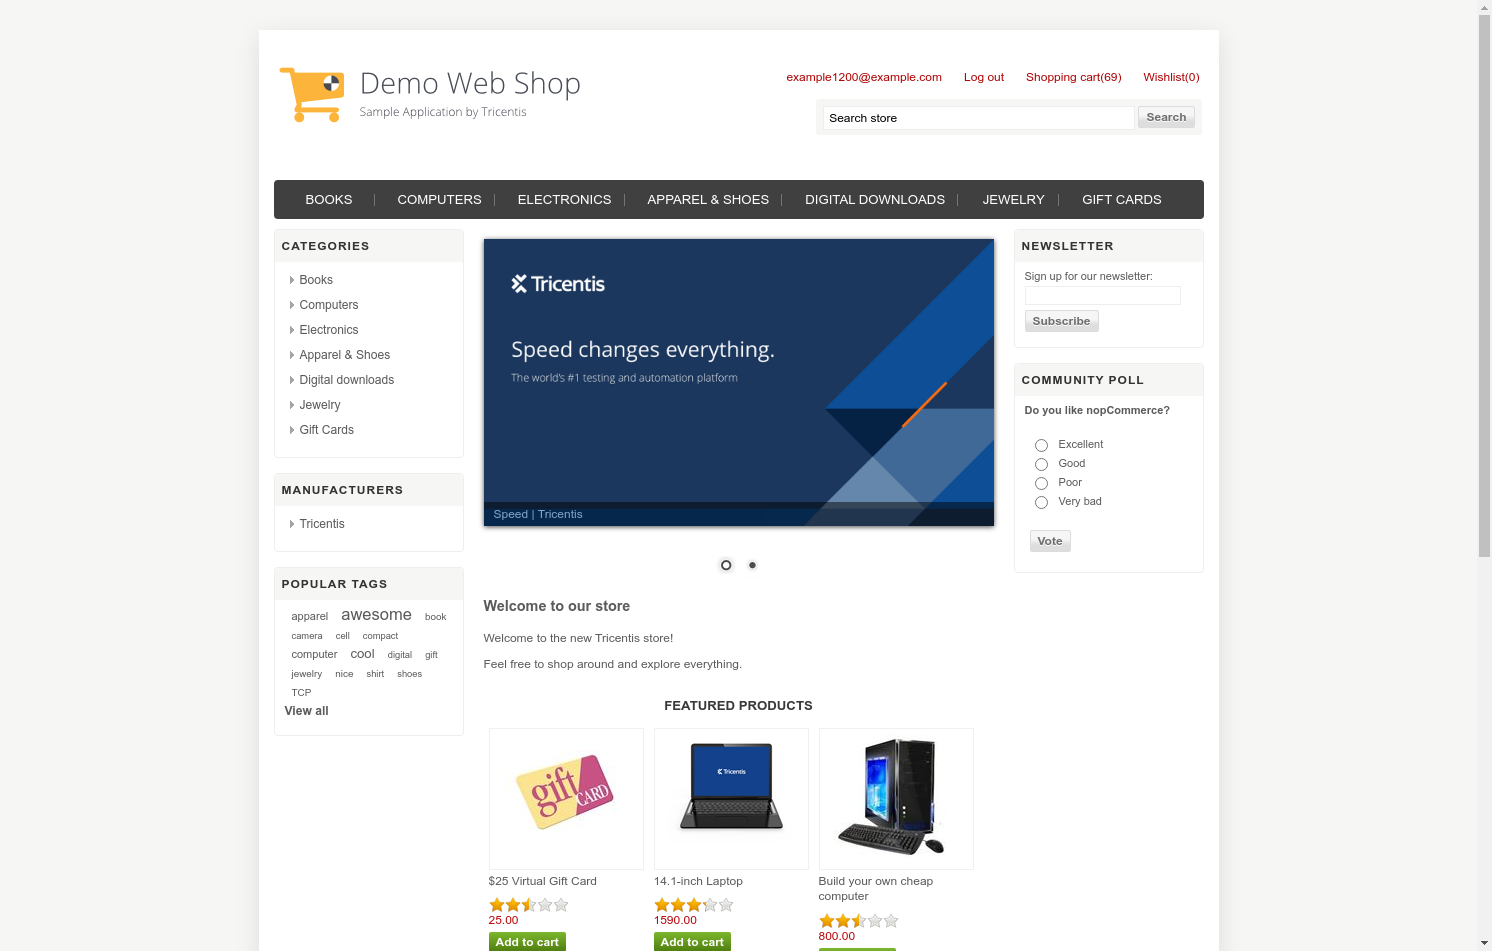 Demo Web Shop
Sample Application by Tricentis
example1200@example.com Log out Shopping cart(69) Wishlist(0)
Search store Search
BOOKS COMPUTERS ELECTRONICS APPAREL & SHOES DIGITAL DOWNLOADS JEWELRY GIFT CARDS
CATEGORIES
Books
Computers
Electronics
Apparel & Shoes
Digital downloads
Jewelry
Gift Cards
MANUFACTURERS
Tricentis
POPULAR TAGS
apparel awesome book
camera cell compact
computer cool digital gift
jewelry nice shirt shoes
TCP
View all
Tricentis
Speed changes everything.
The world's #1 testing and automation platform
Speed | Tricentis
Welcome to our store
Welcome to the new Tricentis store!
Feel free to shop around and explore everything.
FEATURED PRODUCTS
gift CARD
$25 Virtual Gift Card
25.00
Add to cart
Tricentis
14.1-inch Laptop
1590.00
Add to cart
Build your own cheap
computer
800.00
NEWSLETTER
Sign up for our newsletter:
Subscribe
COMMUNITY POLL
Do you like nopCommerce?
Excellent
Good
Poor
Very bad
Vote